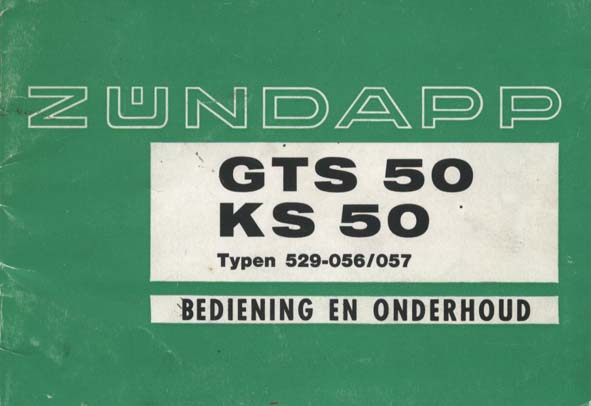 ZÜNDAPP
GTS 50
KS 50
Typen 529-056/057
BEDIENING EN ONDERHOUD